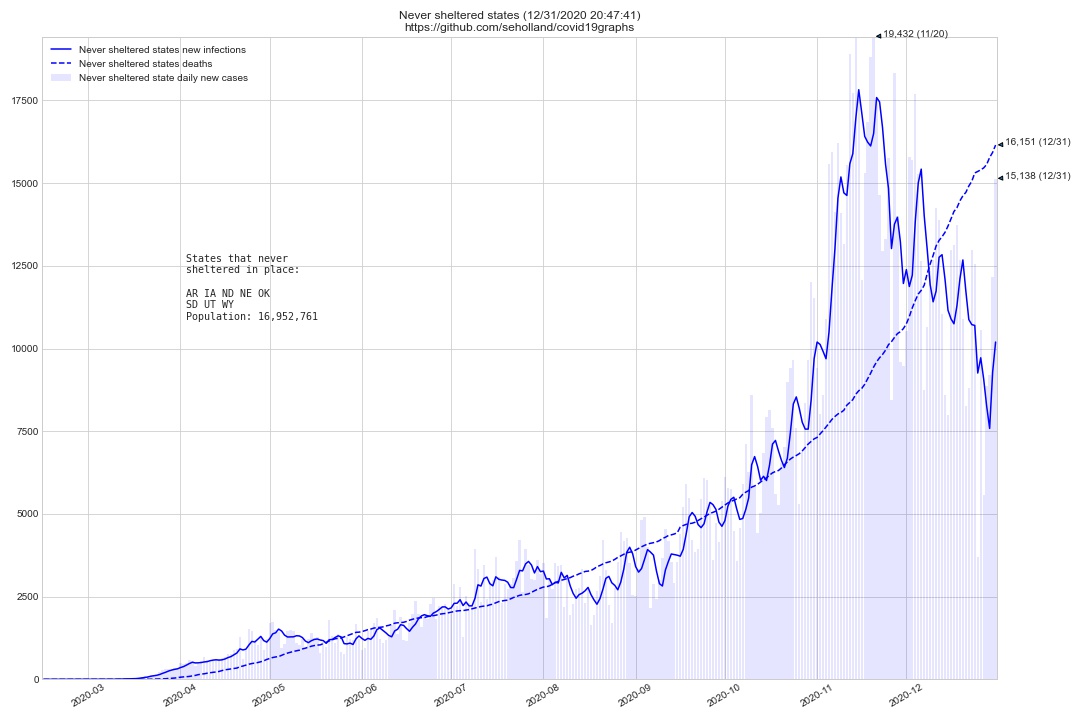 Never sheltered states (12/31/2020 20:47:41)
https://github.com/seholland/covid19graphs
19,432 (11/20)
Never sheltered states new infections
Never sheltered states deaths
Never sheltered state daily new cases
17500
16,151 (12/31)
15,138 (12/31)
15000
States that never
sheltered in place:
12500
AR IA ND NE OK
SD UT WY
Population: 16,952,761
10000
7500
5000
2500
0
2020-03
2020-04
2020-05
2020-06
2020-07
2020-08
2020-09
2020-10
2020-11
2020-12